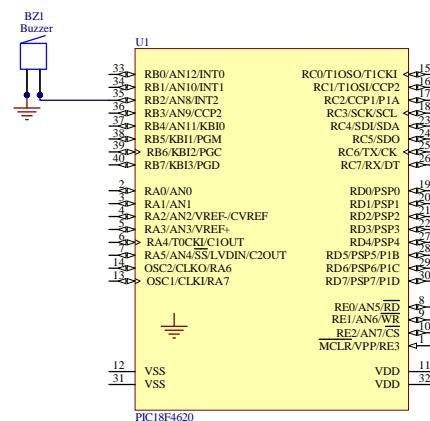 BZ1
Buzzer
U1
33 RB0/AN12/INT0 RC0/T1OSO/T1CKI 15
34 RB1/AN10/INT1 RC1/T1OSI/CCP2 16
35 RB2/AN8/INT2 RC2/CCP1/P1A 17
36 RB3/AN9/CCP2 RC3/SCK/SCL 18
37 RB4/AN11/KBI0 RC4/SDI/SDA 23
38 RB5/KBI1/PGM RC5/SDO 24
39 RB6/KBI2/PGC RC6/TX/CK 25
40 RB7/KBI3/PGD RC7/RX/DT 26
2 RA0/AN0 RD0/PSP0 19
3 RA1/AN1 RD1/PSP1 20
4 RA2/AN2/VREF-/CVREF RD2/PSP2 21
5 RA3/AN3/VREF+ RD3/PSP3 22
6 RA4/T0CKI/C1OUT RD4/PSP4 27
7 RA5/AN4/SS/LVDIN/C2OUT RD5/PSP5/P1B 28
14 OSC2/CLKO/RA6 RD6/PSP6/P1C 29
13 OSC1/CLKI/RA7 RD7/PSP7/P1D 30
RE0/AN5/RD 8
RE1/AN6/WR 9
RE2/AN7/CS 10
MCLR/VPP/RE3 1
12 VSS VDD 11
31 VSS VDD 32
PIC18F4620